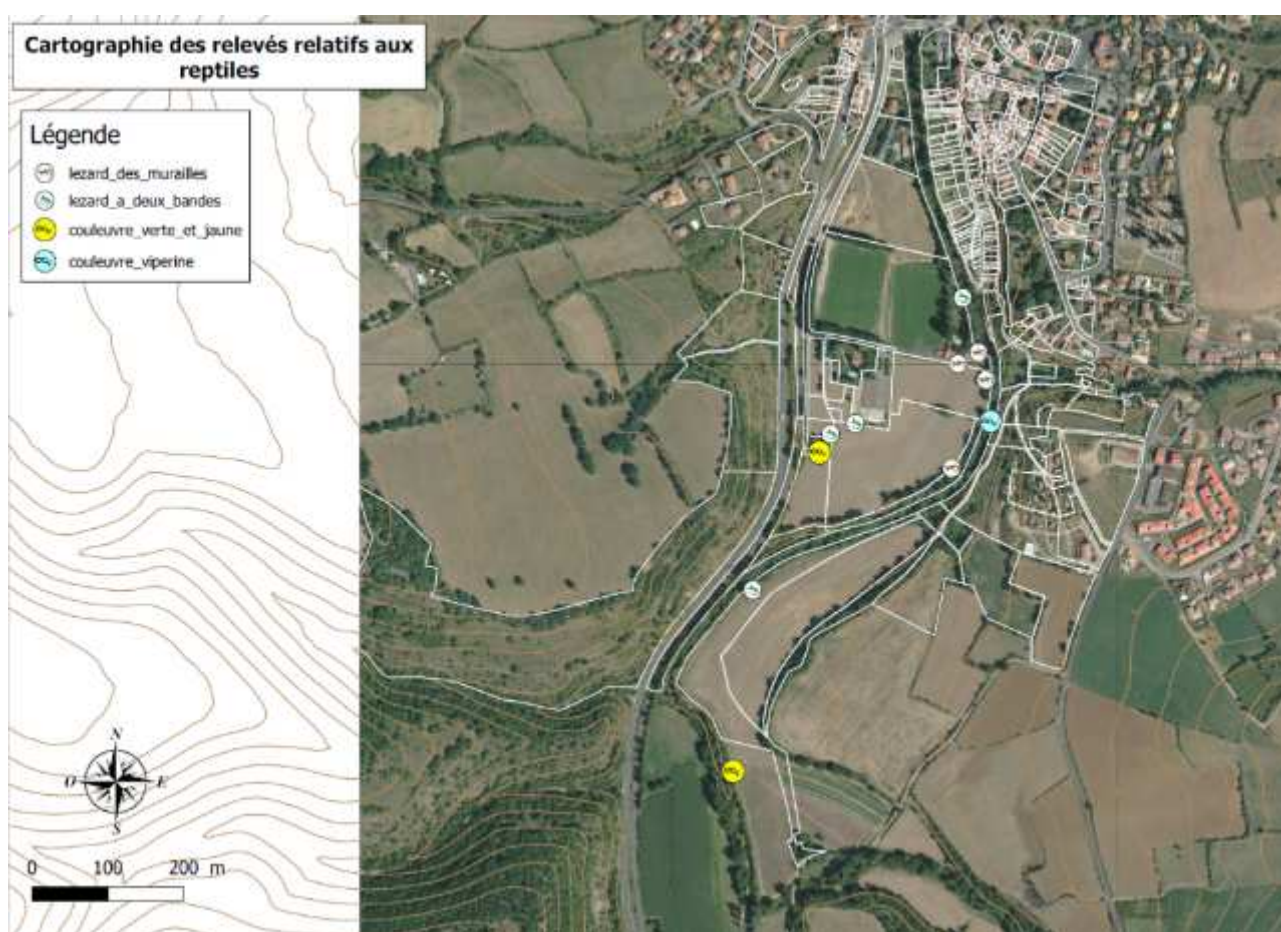 Cartographie des relevés relatifs aux
reptiles
Légende
lezard_des_murailles
lezard_a_deux_bandes
couleuvre_verte_et_jaune
couleuvre_viperine
N
O E
S
0 100 200 m